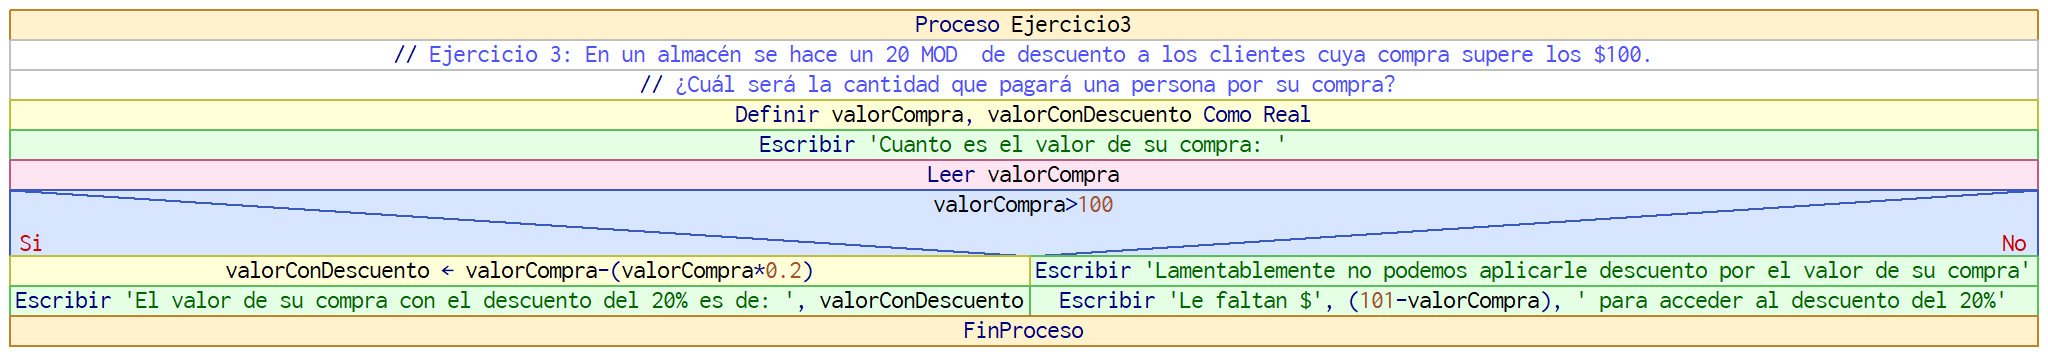 Proceso Ejercicio3
// Ejercicio 3: En un almacén se hace un 20 MOD  de descuento a los clientes cuya compra supere los $100.
// ¿Cuál será la cantidad que pagará una persona por su compra?
Definir valorCompra, valorConDescuento Como Real
Escribir 'Cuanto es el valor de su compra: '
Leer valorCompra
valorCompra>100
Si
No
valorConDescuento ← valorCompra-(valorCompra*0.2)
Escribir 'El valor de su compra con el descuento del 20% es de: ', valorConDescuento
Escribir 'Lamentablemente no podemos aplicarle descuento por el valor de su compra'
Escribir 'Le faltan $', (101-valorCompra), ' para acceder al descuento del 20%'
FinProceso